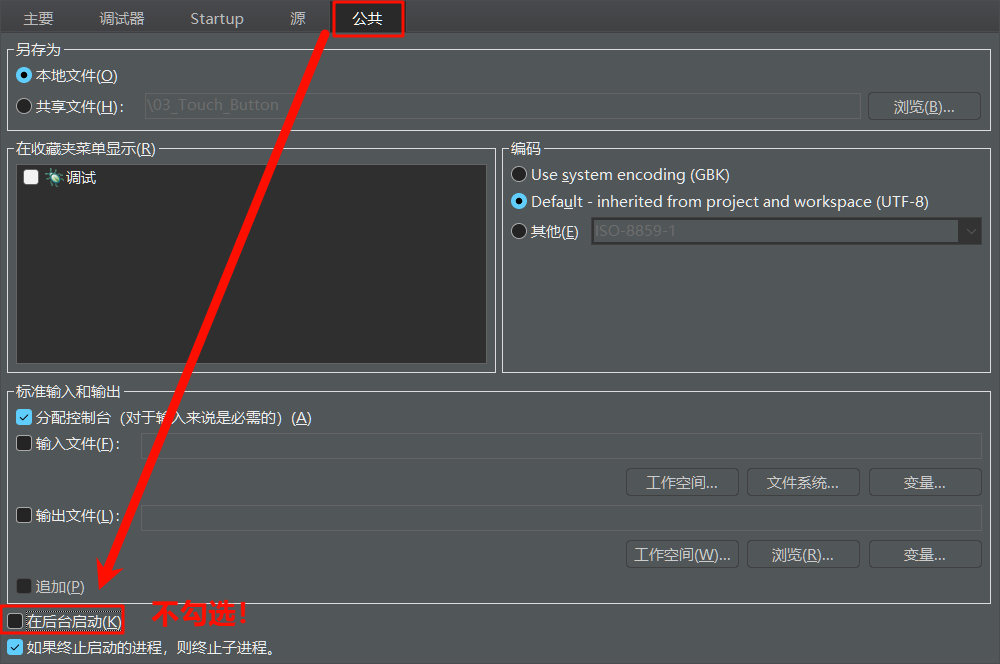 主要 调试器 Startup 源 公共
另存为
本地文件(O)
共享文件(H)： \03_Touch_Button 浏览(B)...
在收藏夹菜单显示(R)
调试
编码
Use system encoding (GBK)
Default - inherited from project and workspace (UTF-8)
其他(E) ISO-8859-1
标准输入和输出
分配控制台（对于输入来说是必需的）(A)
输入文件(F)：
工作空间... 文件系统... 变量...
输出文件(L)：
工作空间(W)... 浏览(R)... 变量...
追加(P)
在后台启动(K) 不勾选！
如果终止启动的进程，则终止子进程。